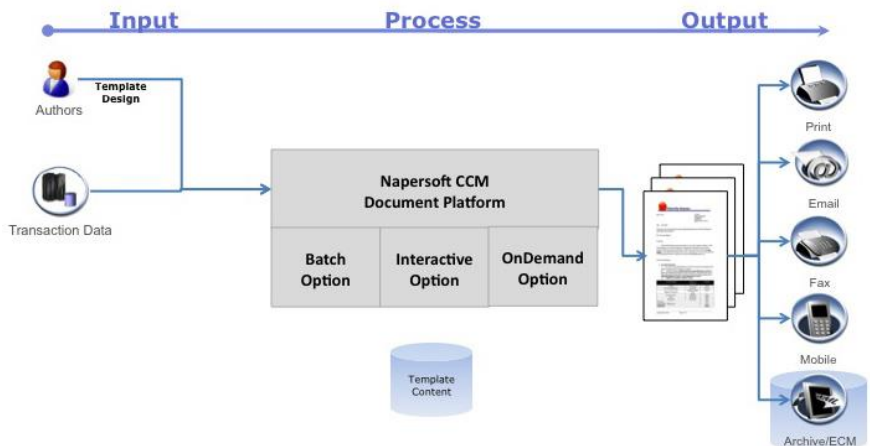 Input
Process
Output
Template
Design
Authors
Transaction Data
Napersoft CCM
Document Platform
Batch
Option
Interactive
Option
OnDemand
Option
Template
Content
Print
Email
Fax
Mobile
Archive/ECM